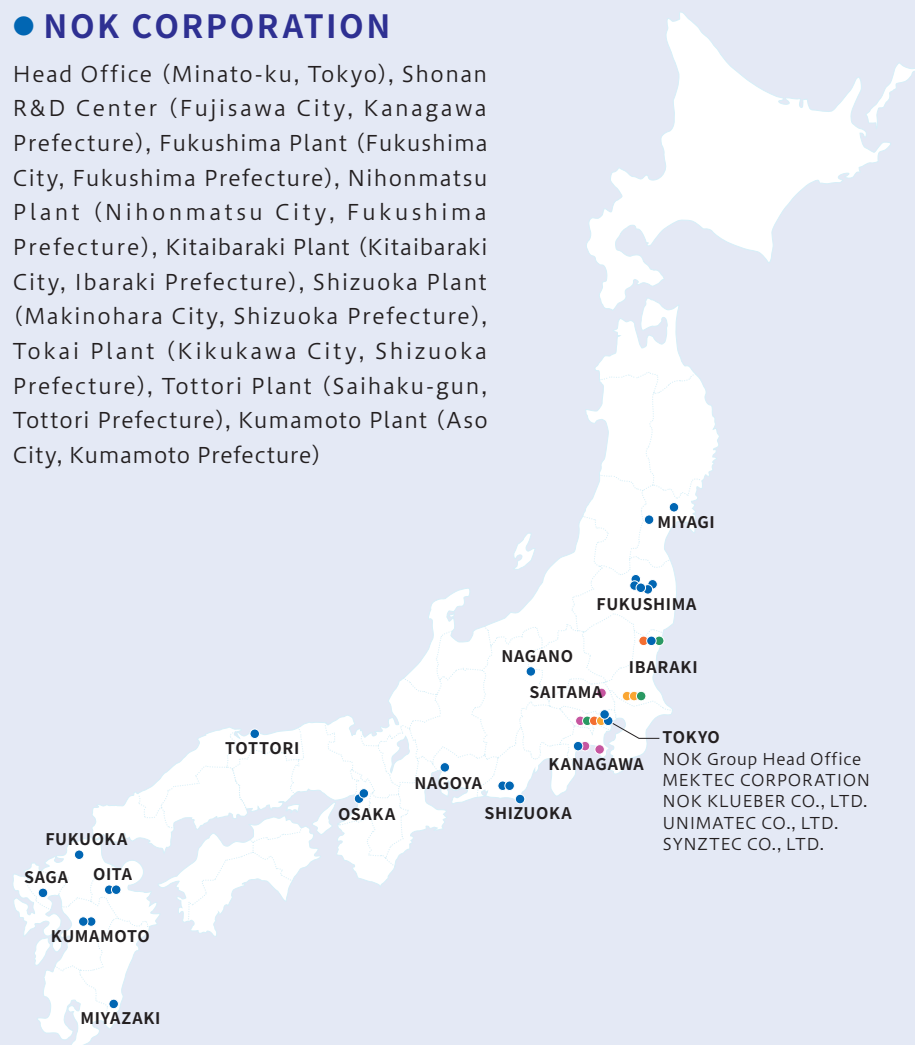 NOK CORPORATION
Head Office (Minato-ku, Tokyo), Shonan
R&D Center (Fujisawa City, Kanagawa
Prefecture), Fukushima Plant (Fukushima
City, Fukushima Prefecture), Nihonmatsu
Plant (Nihonmatsu City, Fukushima
Prefecture), Kitaibaraki Plant (Kitaibaraki
City, Ibaraki Prefecture), Shizuoka Plant
(Makinohara City, Shizuoka Prefecture),
Tokai Plant (Kikukawa City, Shizuoka
Prefecture), Tottori Plant (Saihaku-gun,
Tottori Prefecture), Kumamoto Plant (Aso
City, Kumamoto Prefecture)
MIYAGI
FUKUSHIMA
NAGANO
IBARAKI
SAITAMA
TOKYO
NOK Group Head Office
MEKTEC CORPORATION
NOK KLUEBER CO., LTD.
UNIMATEC CO., LTD.
SYNZTEC CO., LTD.
TOTTORI
KANAGAWA
NAGOYA
OSAKA
SHIZUOKA
FUKUOKA
SAGA
OITA
KUMAMOTO
MIYAZAKI